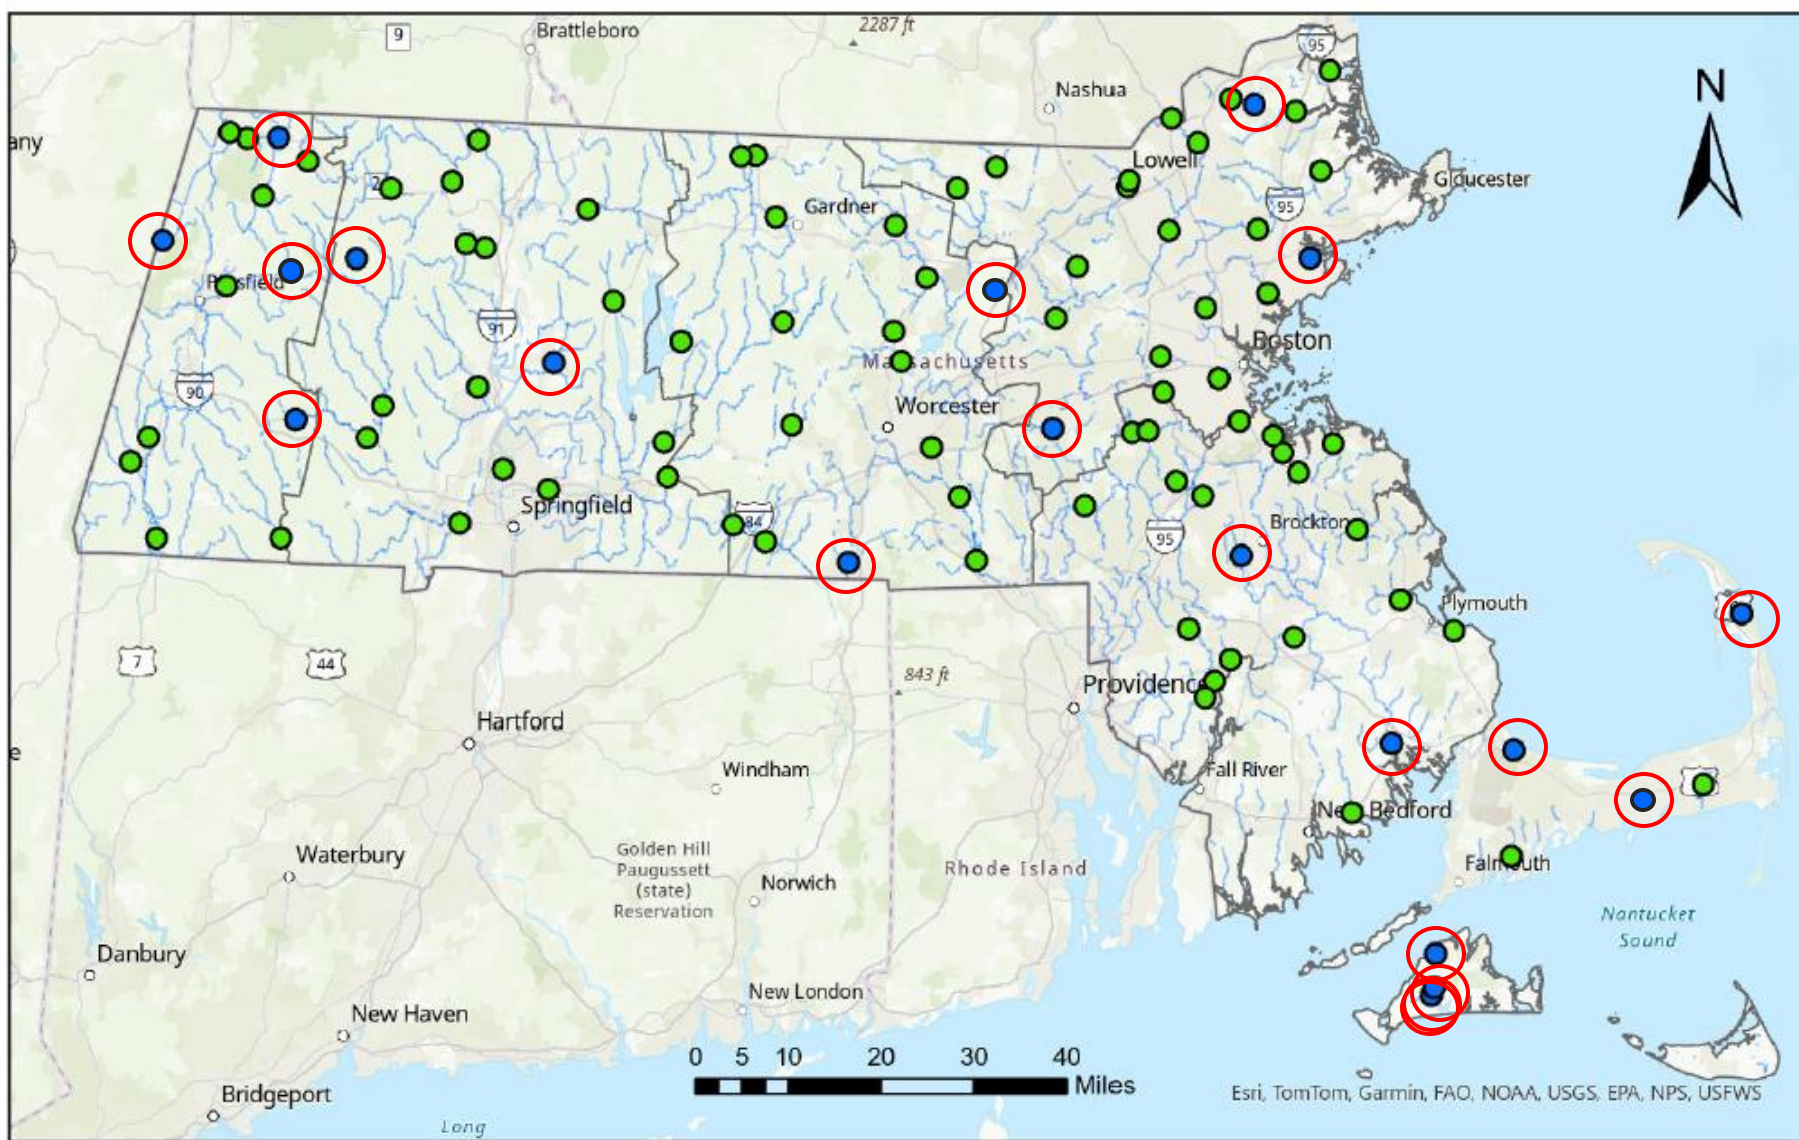 9
Brattleboro
2287 ft
95
Nashua
N
any
Lowell
Gloucester
2
95
Gardner
91
Boston
Massachusetts
90
Worcester
Springfield
84
Brockton
95
Plymouth
7
44
843 ft
Providence
Hartford
Windham
Fall River
New Bedford
Waterbury
Golden Hill
Paugussett
(state)
Reservation
Norwich
Rhode Island
Falmouth
Nantucket
Sound
Danbury
New London
New Haven
0 5 10 20 30 40
Miles
Esri, TomTom, Garmin, FAO, NOAA, USGS, EPA, NPS, USFWS
Bridgeport
Long